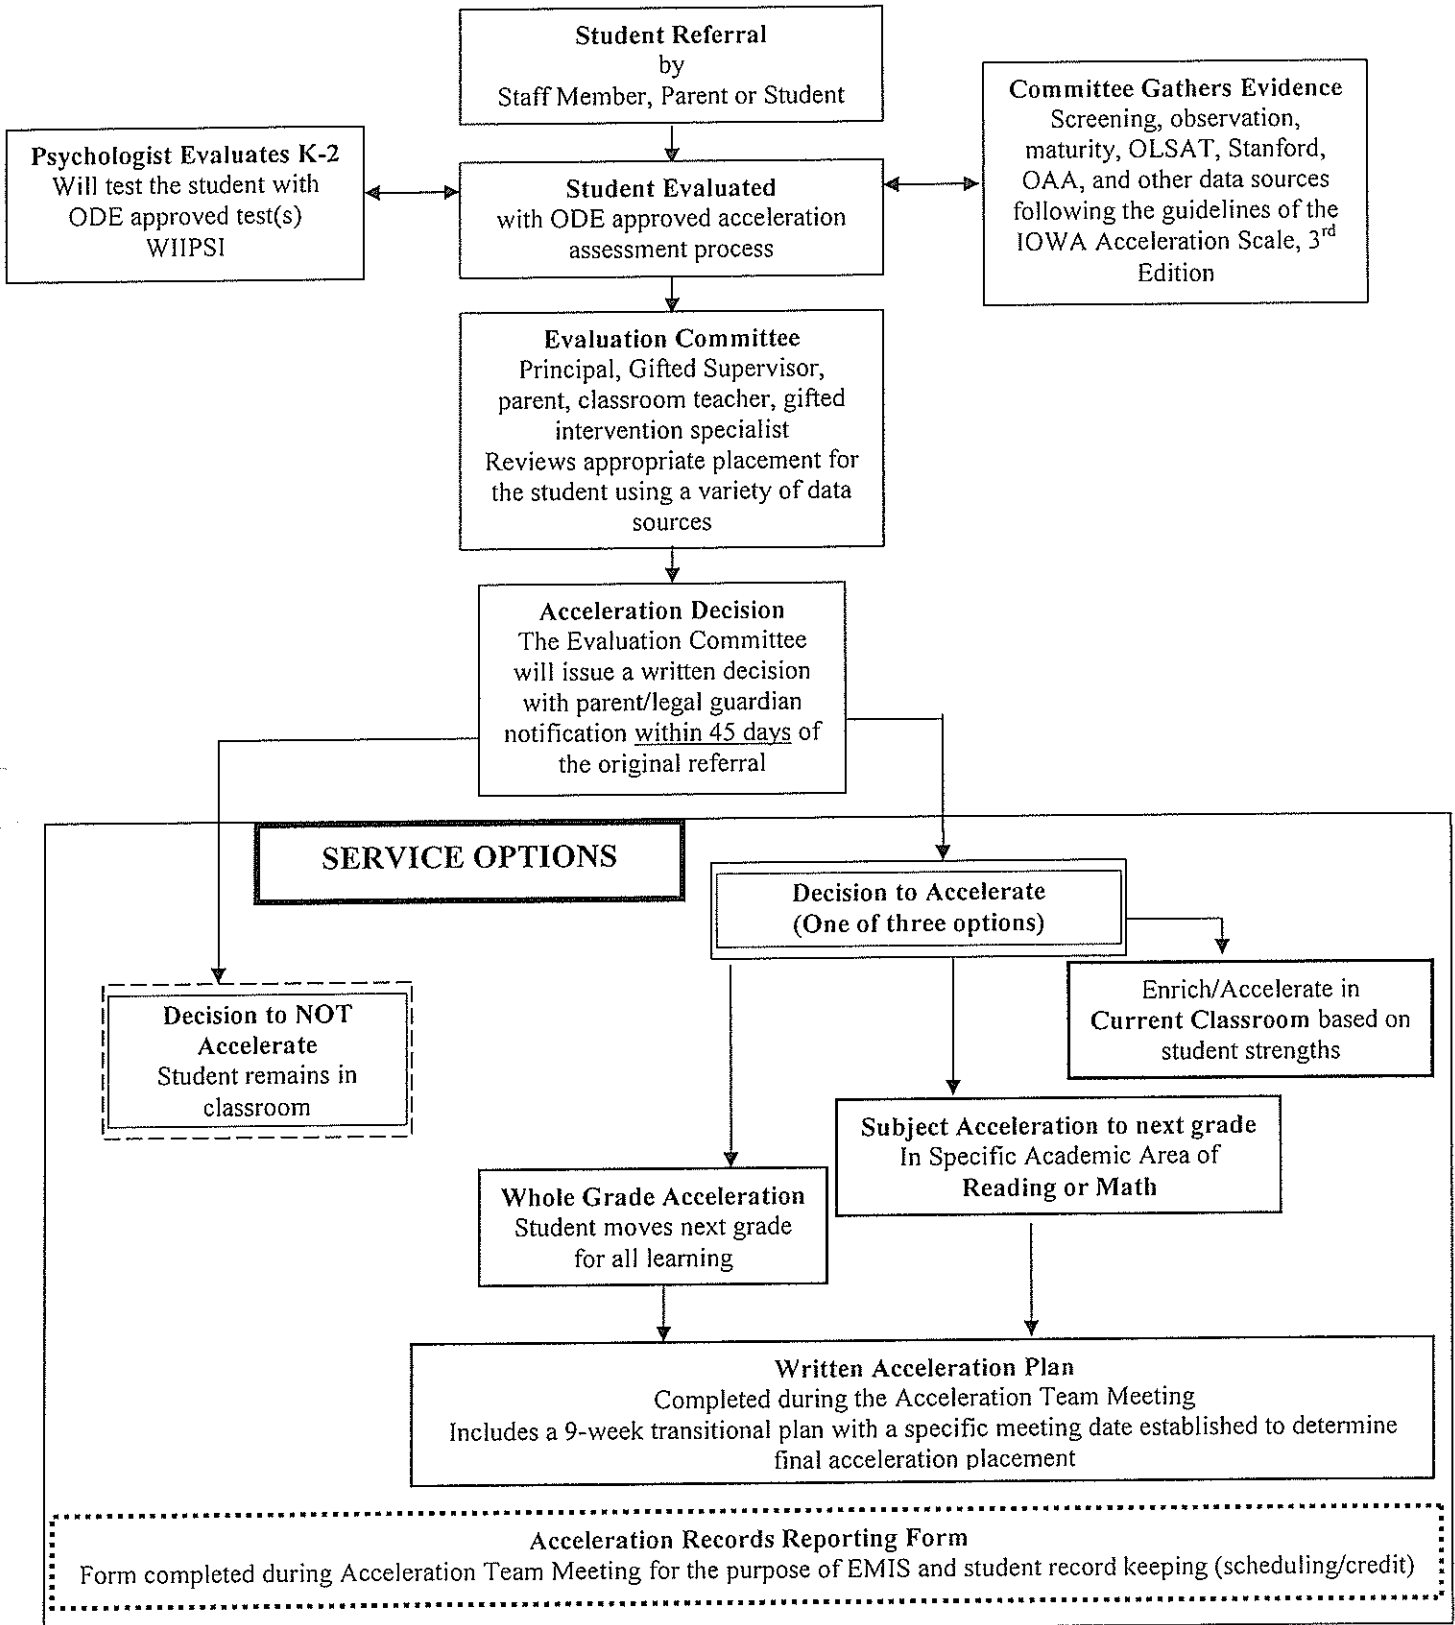 Student Referral
by
Staff Member, Parent or Student
Committee Gathers Evidence
Screening, observation,
maturity, OLSAT, Stanford,
OAA, and other data sources
following the guidelines of the
IOWA Acceleration Scale, 3rd
Edition
Psychologist Evaluates K-2
Will test the student with
ODE approved test(s)
WIIPSI
Student Evaluated
with ODE approved acceleration
assessment process
Evaluation Committee
Principal, Gifted Supervisor,
parent, classroom teacher, gifted
intervention specialist
Reviews appropriate placement for
the student using a variety of data
sources
Acceleration Decision
The Evaluation Committee
will issue a written decision
with parent/legal guardian
notification within 45 days of
the original referral
SERVICE OPTIONS
Decision to Accelerate
(One of three options)
Decision to NOT
Accelerate
Student remains in
classroom
Enrich/Accelerate in
Current Classroom based on
student strengths
Subject Acceleration to next grade
In Specific Academic Area of
Reading or Math
Whole Grade Acceleration
Student moves next grade
for all learning
Written Acceleration Plan
Completed during the Acceleration Team Meeting
Includes a 9-week transitional plan with a specific meeting date established to determine
final acceleration placement
Acceleration Records Reporting Form
Form completed during Acceleration Team Meeting for the purpose of EMIS and student record keeping (scheduling/credit)